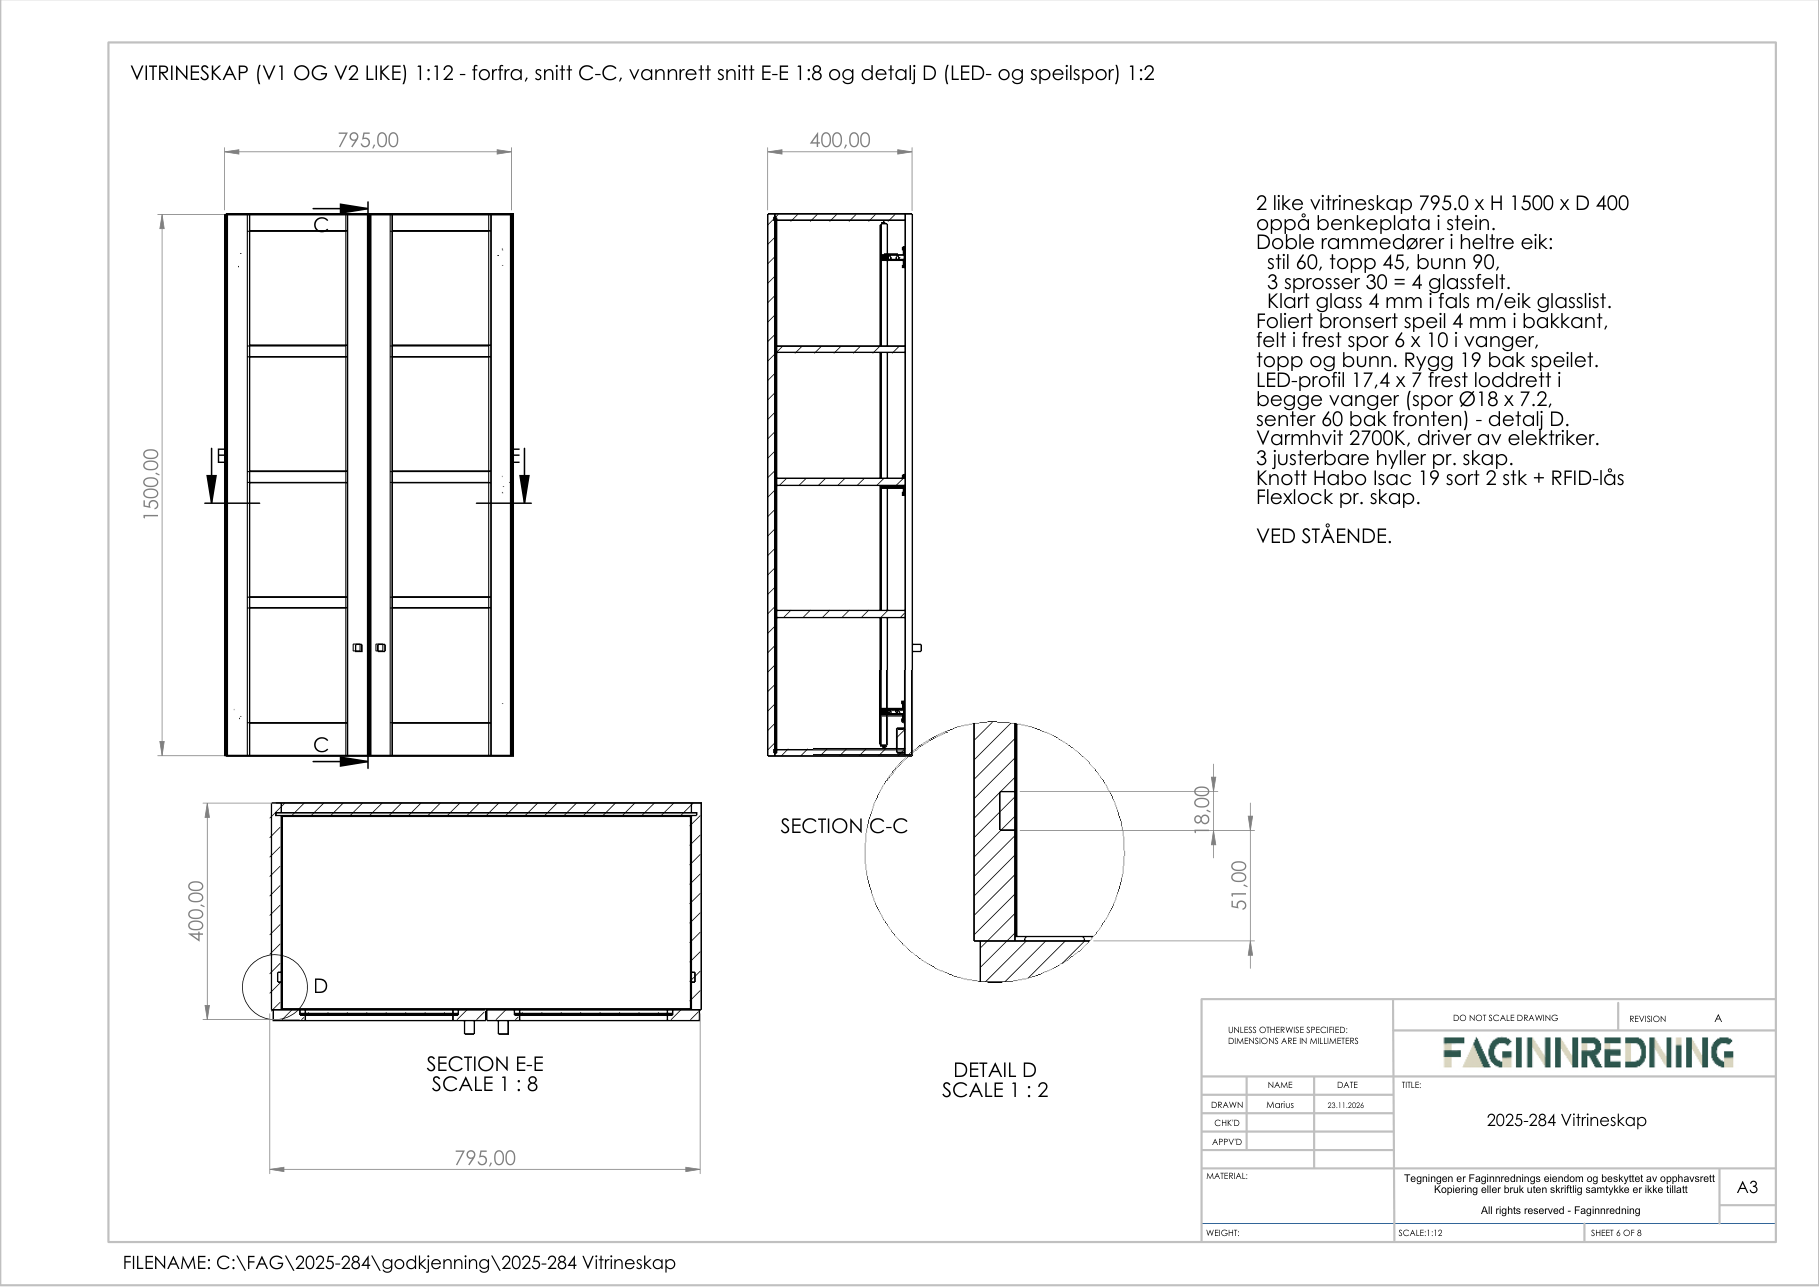 VITRINESKAP (V1 OG V2 LIKE) 1:12 - forfra, snitt C-C, vannrett snitt E-E 1:8 og detalj D (LED- og speilspor) 1:2
795,00
400,00
2 like vitrineskap 795.0 x H 1500 x D 400
oppå benkeplata i stein.
Doble rammedører i heltre eik:
stil 60, topp 45, bunn 90,
3 sprosser 30 = 4 glassfelt.
Klart glass 4 mm i fals m/eik glasslist.
Foliert bronsert speil 4 mm i bakkant,
felt i frest spor 6 x 10 i vanger,
topp og bunn. Rygg 19 bak speilet.
LED-profil 17,4 x 7 frest loddrett i
begge vanger (spor Ø18 x 7.2,
senter 60 bak fronten) - detalj D.
Varmhvit 2700K, driver av elektriker.
3 justerbare hyller pr. skap.
Knott Habo Isac 19 sort 2 stk + RFID-lås
Flexlock pr. skap.
VED STÅENDE.
C
E
E
1500,00
C
SECTION C-C
18,00
51,00
400,00
D
SECTION E-E
SCALE 1 : 8
DETAIL D
SCALE 1 : 2
795,00
UNLESS OTHERWISE SPECIFIED:
DIMENSIONS ARE IN MILLIMETERS
DO NOT SCALE DRAWING
REVISION
A
FAGINNREDNING
NAME
DATE
TITLE:
DRAWN
Marius
23.11.2026
CHK'D
APPV'D
2025-284 Vitrineskap
MATERIAL:
Tegningen er Faginnrednings eiendom og beskyttet av opphavsrett
Kopiering eller bruk uten skriftlig samtykke er ikke tillatt
All rights reserved - Faginnredning
A3
WEIGHT:
SCALE:1:12
SHEET 6 OF 8
FILENAME: C:\FAG\2025-284\godkjenning\2025-284 Vitrineskap